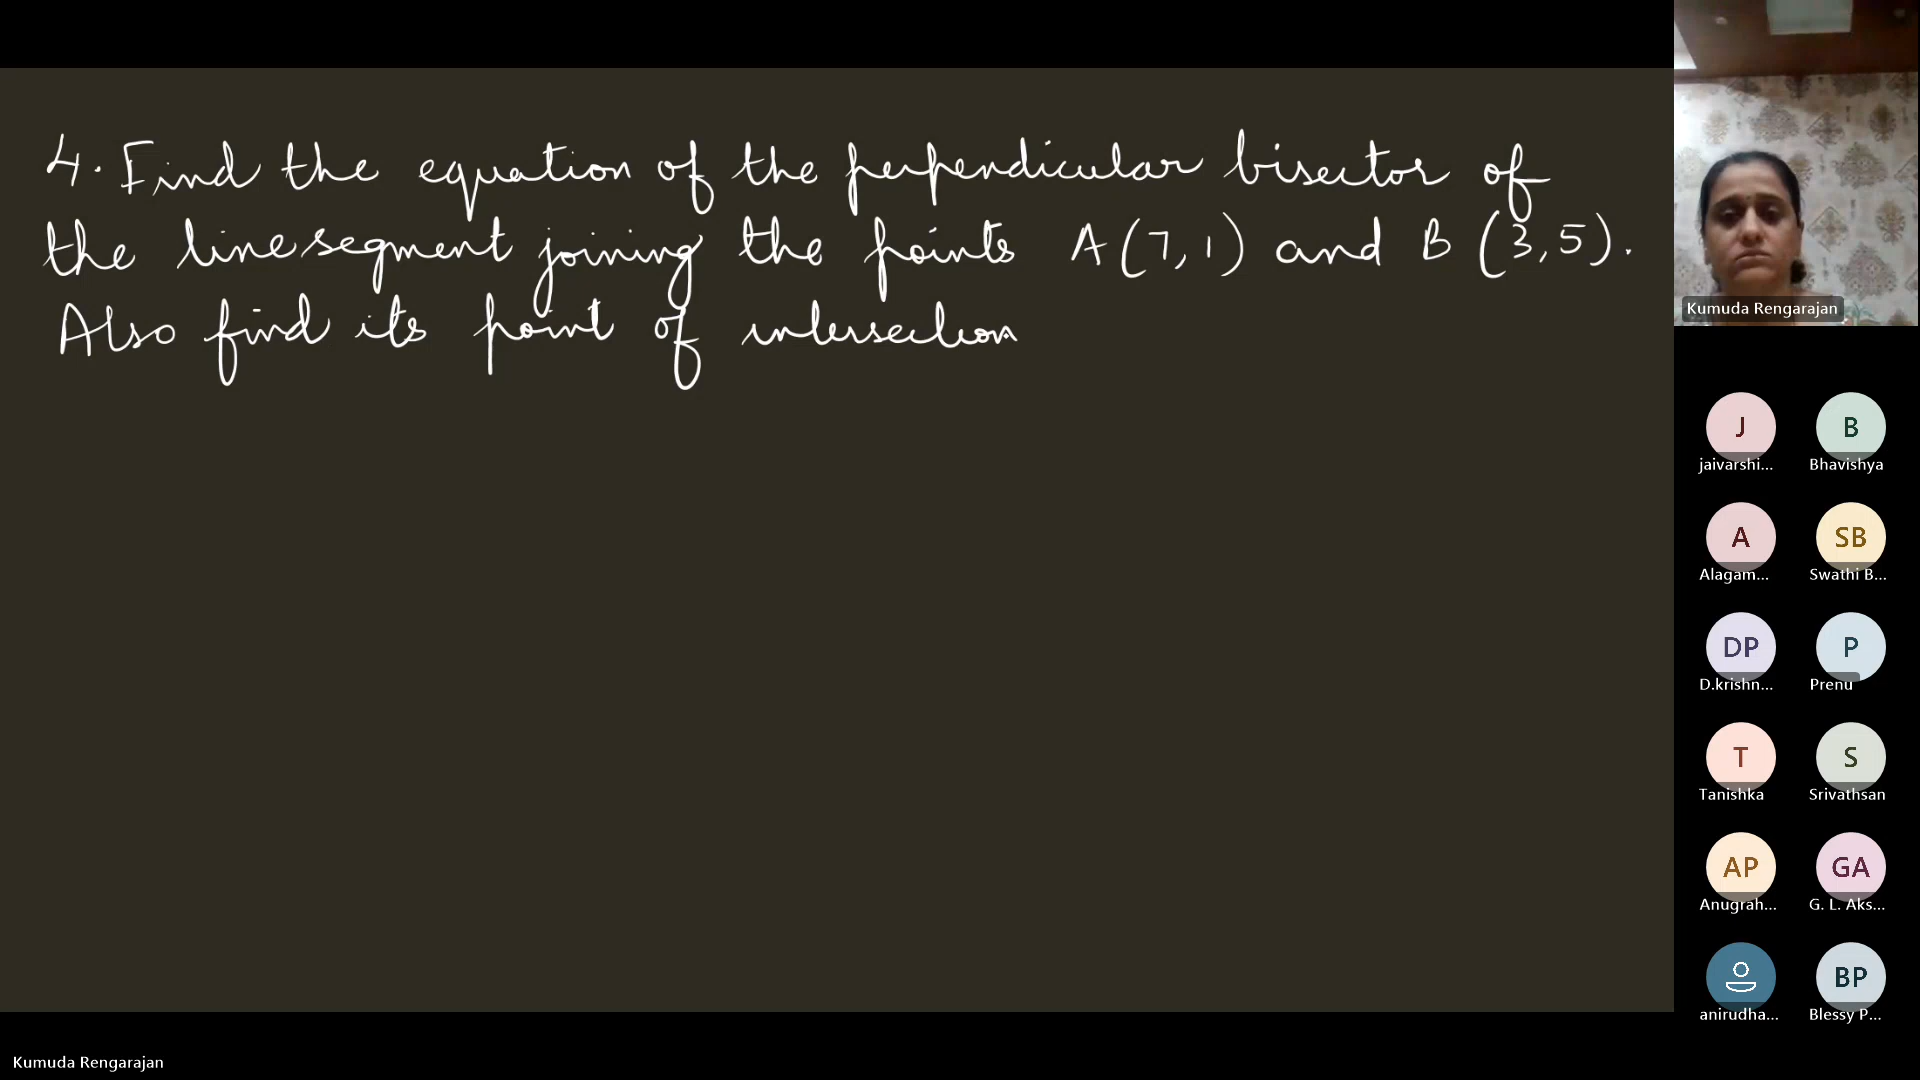 4. Find the equation of the perpendicular bisector of
the line segment joining the points A (7, 1) and B (3, 5).
Also find its point of intersection
Kumuda Rengarajan
J
B
jaivarshi...
Bhavishya
A
SB
Alagam...
Swathi B...
DP
P
D.krishn...
Prenu
T
S
Tanishka
Srivathsan
AP
GA
Anugrah...
G. L. Aks...
BP
anirudha...
Blessy P...
Kumuda Rengarajan